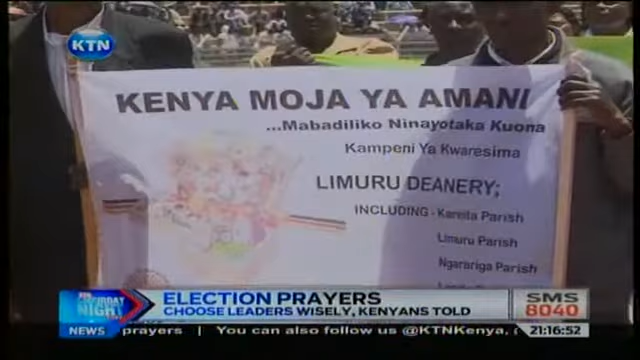 KTN
KENYA MOJA YA AMANI
...Mabadiliko Ninayotaka Kuona
Kampeni Ya Kwaresima
LIMURU DEANERY;
INCLUDING - Kareita Parish
Limuru Parish
Ngarariga Parish
SATURDAY
NIGHT
NEWS
ELECTION PRAYERS
CHOOSE LEADERS WISELY, KENYANS TOLD
SMS
8040
prayers | You can also follow us @KTNKenya,
21:16:52